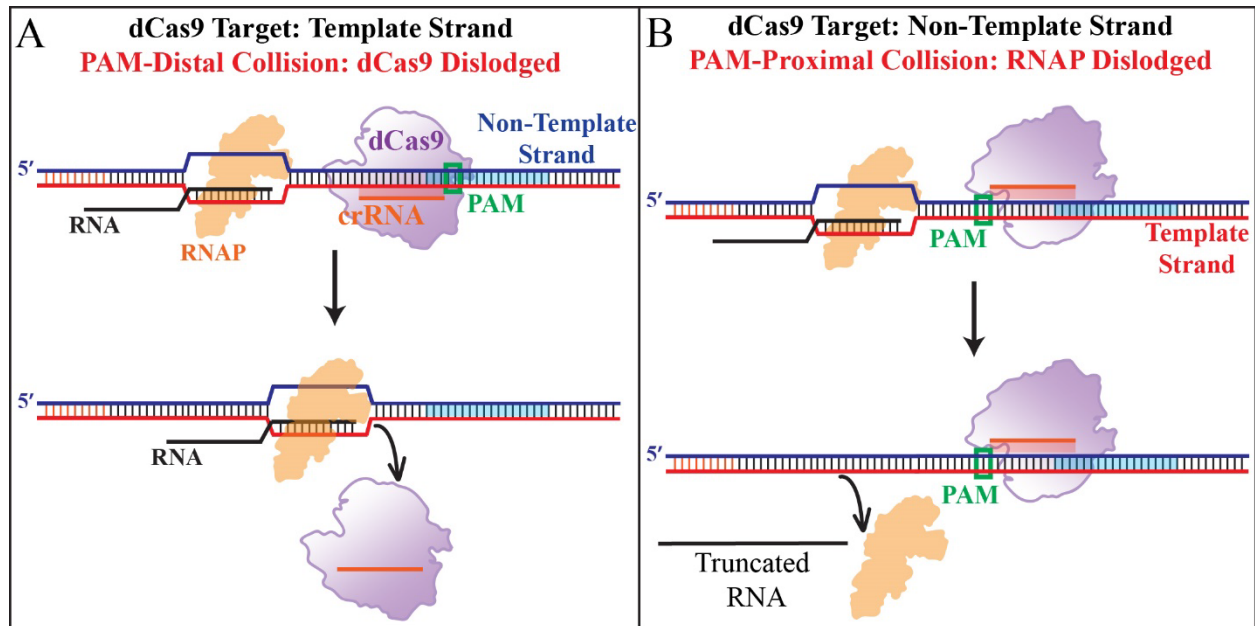 A
dCas9 Target: Template Strand
PAM-Distal Collision: dCas9 Dislodged
dCas9
Non-Template
Strand
5′
crRNA
PAM
RNA
RNAP
5′
RNA
B
dCas9 Target: Non-Template Strand
PAM-Proximal Collision: RNAP Dislodged
5′
PAM
Template
Strand
5′
PAM
Truncated
RNA